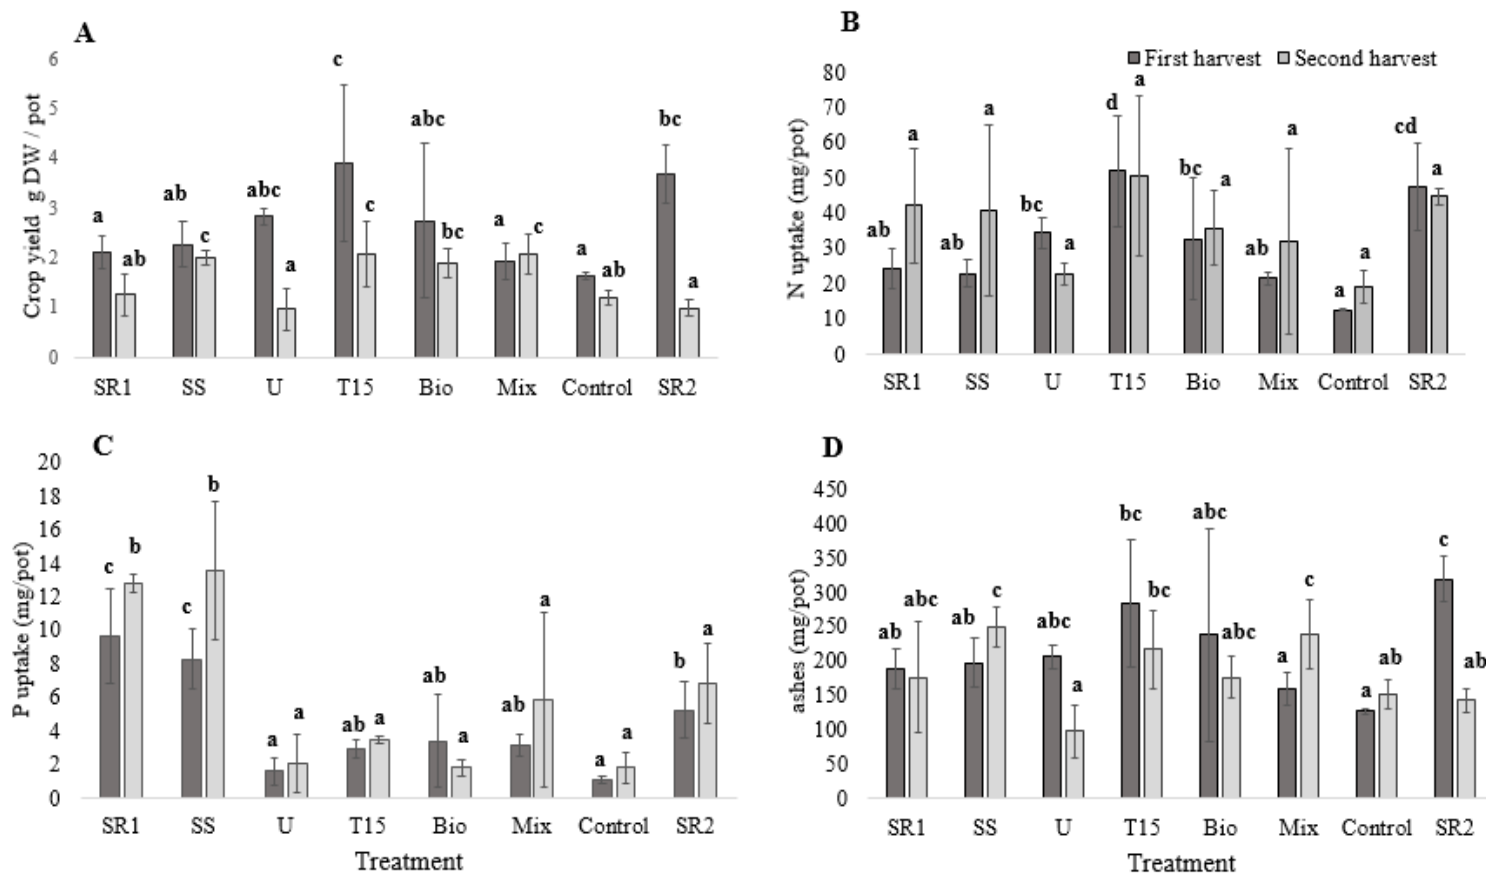 A
Crop yield g DW / pot
6
5
4
3
2
1
0
a ab
ab c
abc a
c c
abc bc
a c
a ab
bc a
SR1 SS U T15 Bio Mix Control SR2
B
First harvest Second harvest
N uptake (mg/pot)
80
70
60
50
40
30
20
10
0
ab a
ab a
bc a
d a
bc a
ab a
a a
cd a
SR1 SS U T15 Bio Mix Control SR2
C
P uptake (mg/pot)
20
18
16
14
12
10
8
6
4
2
0
c b
c b
a a
ab a
ab a
ab a
a a
b a
SR1 SS U T15 Bio Mix Control SR2
Treatment
D
ashes (mg/pot)
450
400
350
300
250
200
150
100
50
0
ab abc
ab c
abc a
bc bc
abc abc
a c
a ab
c ab
SR1 SS U T15 Bio Mix Control SR2
Treatment